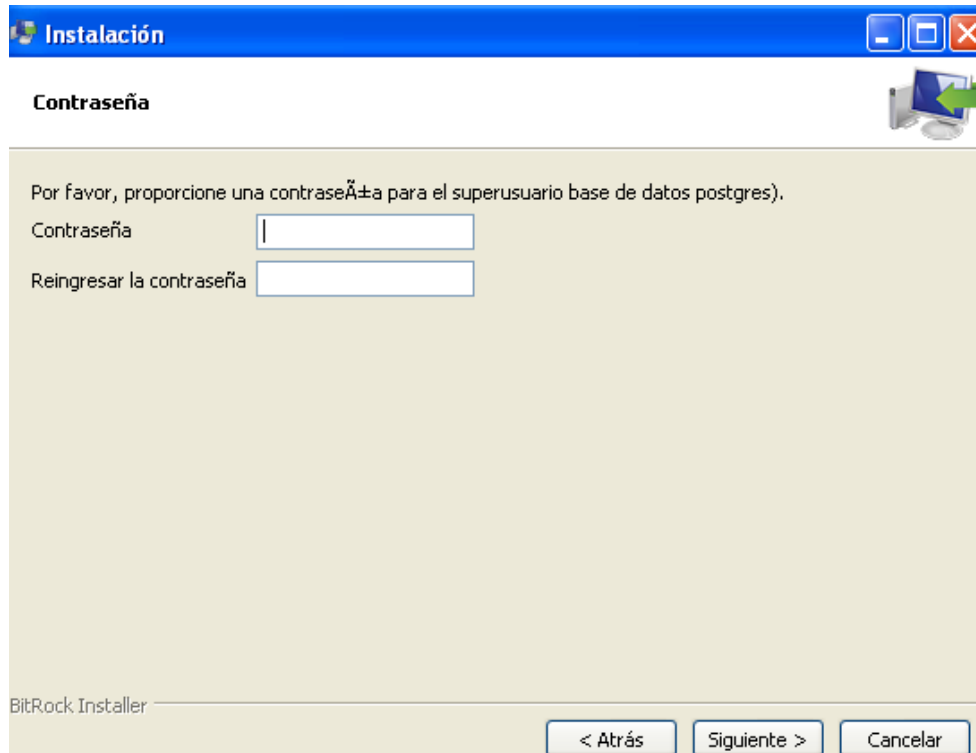 Instalación
Contraseña
Por favor, proporcione una contraseÃ±a para el superusuario base de datos postgres).
Contraseña
Reingresar la contraseña
BitRock Installer
< Atrás
Siguiente >
Cancelar